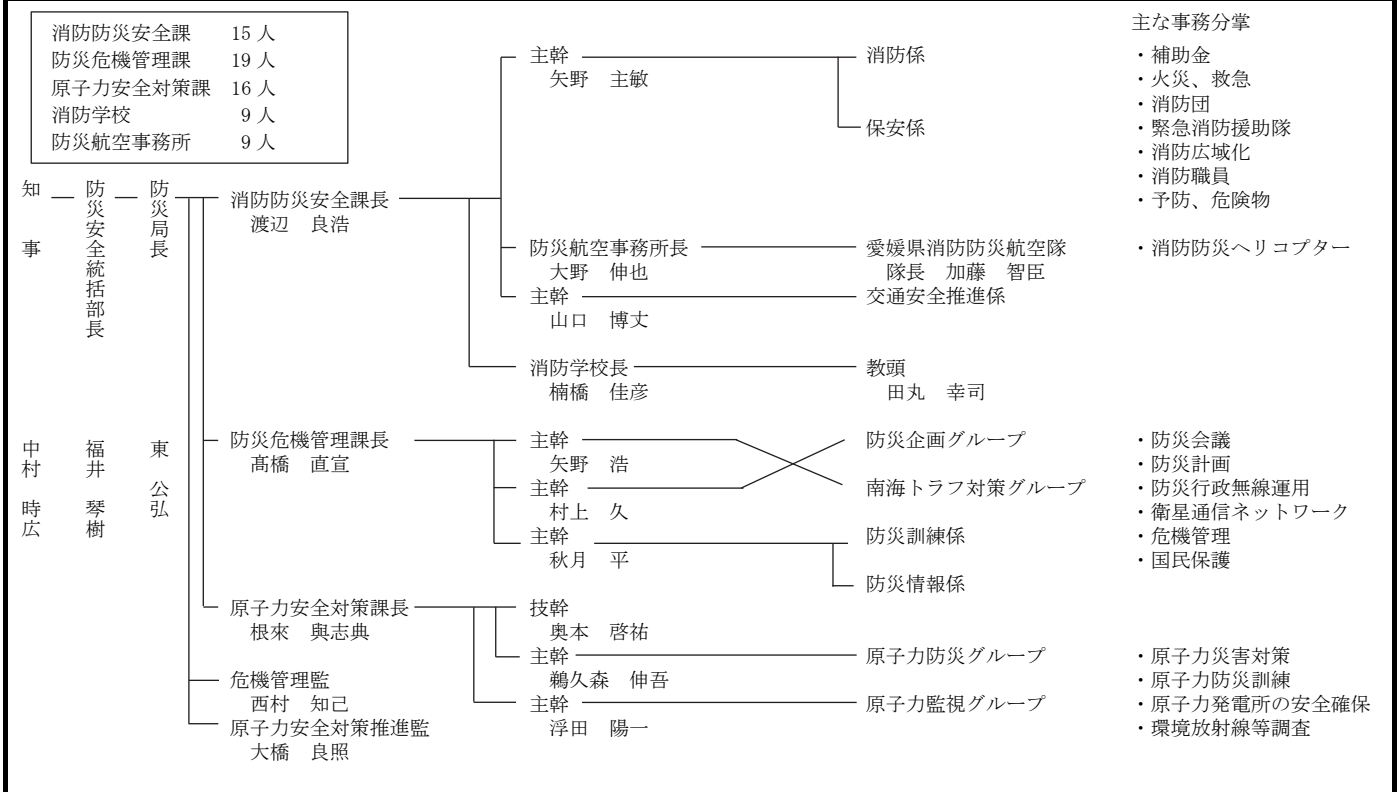 消防防災安全課 15人
防災危機管理課 19人
原子力安全対策課 16人
消防学校 9人
防災航空事務所 9人
知事
中村 時広
防災安全統括部長
福井 琴樹
防災局長
東 公弘
消防防災安全課長
渡辺 良浩
主幹
矢野 主敏
消防係
保安係
防災航空事務所長
大野 伸也
愛媛県消防防災航空隊
隊長 加藤 智臣
主幹
山口 博丈
交通安全推進係
消防学校長
楠橋 佳彦
教頭
田丸 幸司
防災危機管理課長
髙橋 直宣
主幹
矢野 浩
防災企画グループ
主幹
村上 久
南海トラフ対策グループ
主幹
秋月 平
防災訓練係
防災情報係
原子力安全対策課長
根來 與志典
技幹
奥本 啓祐
主幹
鵜久森 伸吾
原子力防災グループ
主幹
浮田 陽一
原子力監視グループ
危機管理監
西村 知己
原子力安全対策推進監
大橋 良照
主な事務分掌
・補助金
・火災、救急
・消防団
・緊急消防援助隊
・消防広域化
・消防職員
・予防、危険物
・消防防災ヘリコプター
・防災会議
・防災計画
・防災行政無線運用
・衛星通信ネットワーク
・危機管理
・国民保護
・原子力災害対策
・原子力防災訓練
・原子力発電所の安全確保
・環境放射線等調査